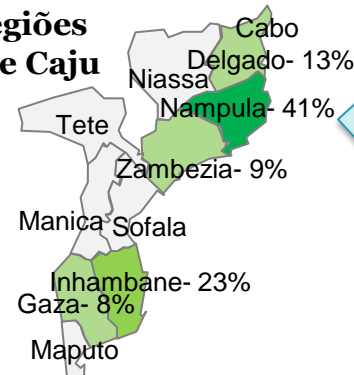 egiões
e Caju
Cabo
Delgado- 13%
Niassa
Nampula- 41%
Tete
Zambezia- 9%
Manica
Sofala
Inhambane- 23%
Gaza- 8%
Maputo